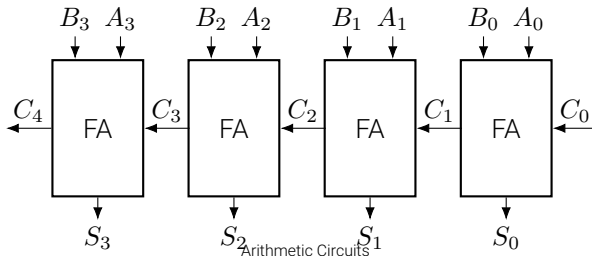 B₃ A₃ B₂ A₂ B₁ A₁ B₀ A₀
C₄ FA C₃ FA C₂ FA C₁ FA C₀
S₃ S₂ S₁ S₀
Arithmetic Circuits